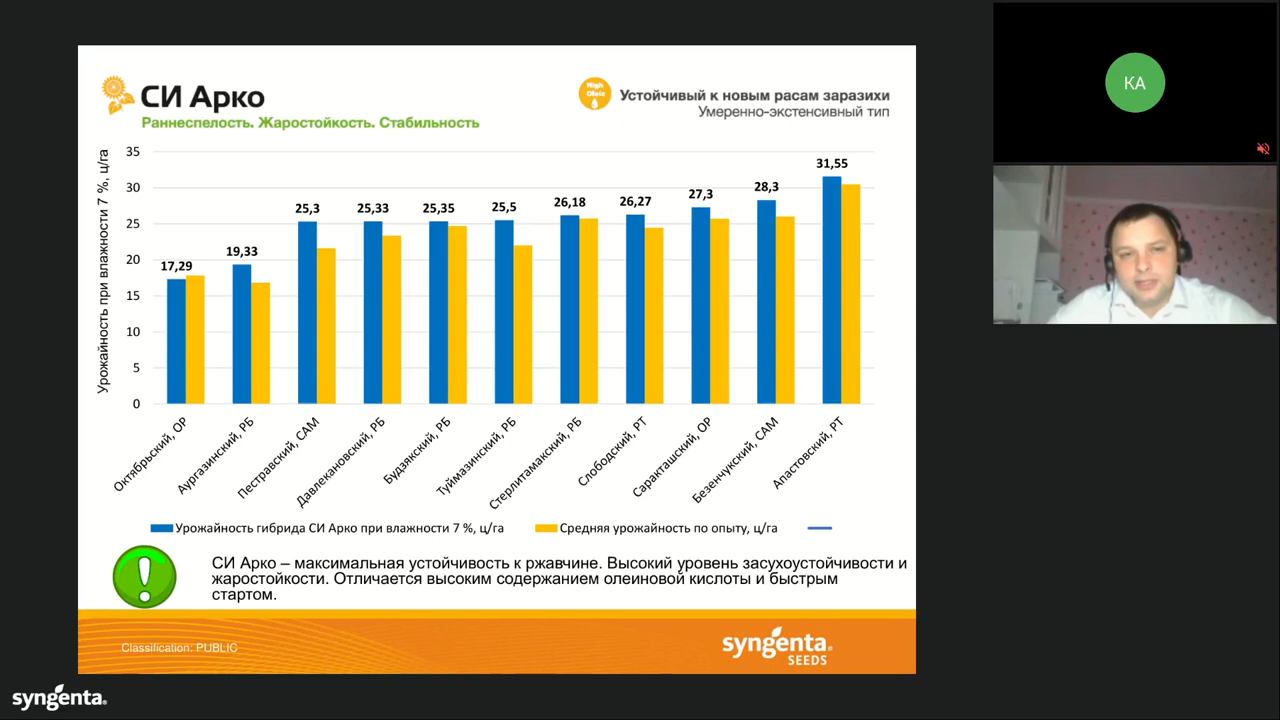 СИ Арко
Раннеспелость. Жаростойкость. Стабильность
High
Oleic
Устойчивый к новым расам заразихи
Умеренно-экстенсивный тип
КА
Урожайность при влажности 7 %, ц/га
35
30
25
20
15
10
5
0
17,29
19,33
25,3
25,33
25,35
25,5
26,18
26,27
27,3
28,3
31,55
Октябрьский, ОР
Аургазинский, РБ
Пестравский, САМ
Давлекановский, РБ
Будзякский, РБ
Туймазинский, РБ
Стерлитамакский, РБ
Слободский, РТ
Саракташский, ОР
Безенчукский, САМ
Апастовский, РТ
Урожайность гибрида СИ Арко при влажности 7 %, ц/га
Средняя урожайность по опыту, ц/га
СИ Арко – максимальная устойчивость к ржавчине. Высокий уровень засухоустойчивости и
жаростойкости. Отличается высоким содержанием олеиновой кислоты и быстрым
стартом.
Classification: PUBLIC
syngenta®
SEEDS
syngenta®